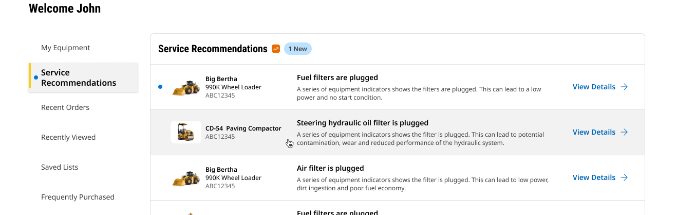 Welcome John
My Equipment
Service
Recommendations
Recent Orders
Recently Viewed
Saved Lists
Frequently Purchased
Service Recommendations
1 New
Big Bertha
990K Wheel Loader
ABC12345
Fuel filters are plugged
A series of equipment indicators shows the filters are plugged. This can lead to a low
power and no start condition.
View Details
CD-54 Paving Compactor
ABC12345
Steering hydraulic oil filter is plugged
A series of equipment indicators shows the filter is plugged. This can lead to potential
contamination, wear and reduced performance of the hydraulic system.
View Details
Big Bertha
990K Wheel Loader
ABC12345
Air filter is plugged
A series of equipment indicators shows the filter is plugged. This can lead to low power,
dirt ingestion and poor fuel economy.
View Details
Fuel filters are plugged